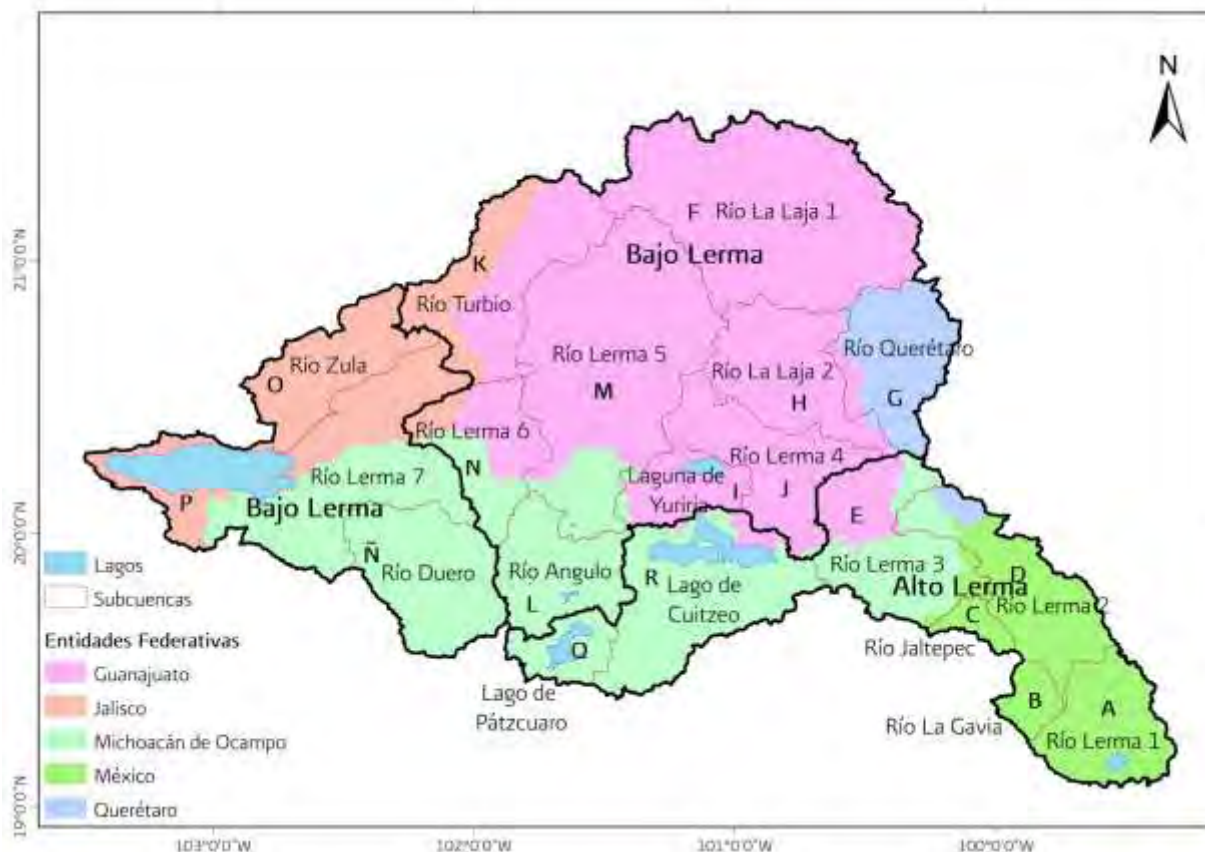 N
F Río La Laja 1
Bajo Lerma
K
Río Turbio
Río Zula
O
Río Lerma 5
M
Río Querétaro
G
Río La Laja 2
H
Río Lerma 6
N
Río Lerma 4
Laguna de
Yuriria
I
J
E
Río Lerma 7
Bajo Lerma
P
Ñ
Río Duero
Río Angulo
L
R
Lago de
Cuitzeo
Río Lerma 3
Alto Lerma
D
Río Lerma 2
C
Río Jaltepec
Q
Lago de
Pátzcuaro
B
A
Río La Gavia
Río Lerma 1
Lagos
Subcuencas
Entidades Federativas
Guanajuato
Jalisco
Michoacán de Ocampo
México
Querétaro
21°0'0"N
20°0'0"N
19°0'0"N
103°0'0"W
102°0'0"W
101°0'0"W
100°0'0"W